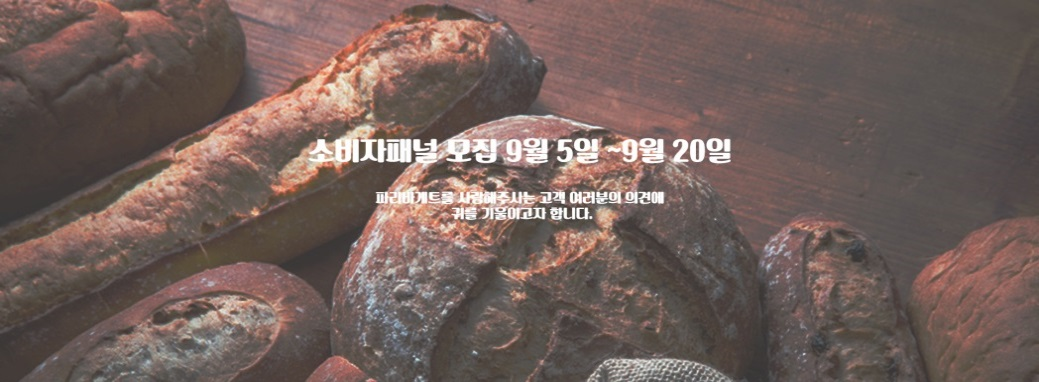 소비자패널 모집 9월 5일 ~9월 20일
파리바게트를 사랑해주시는 고객 여러분의 의견에
귀를 기울이고자 합니다.